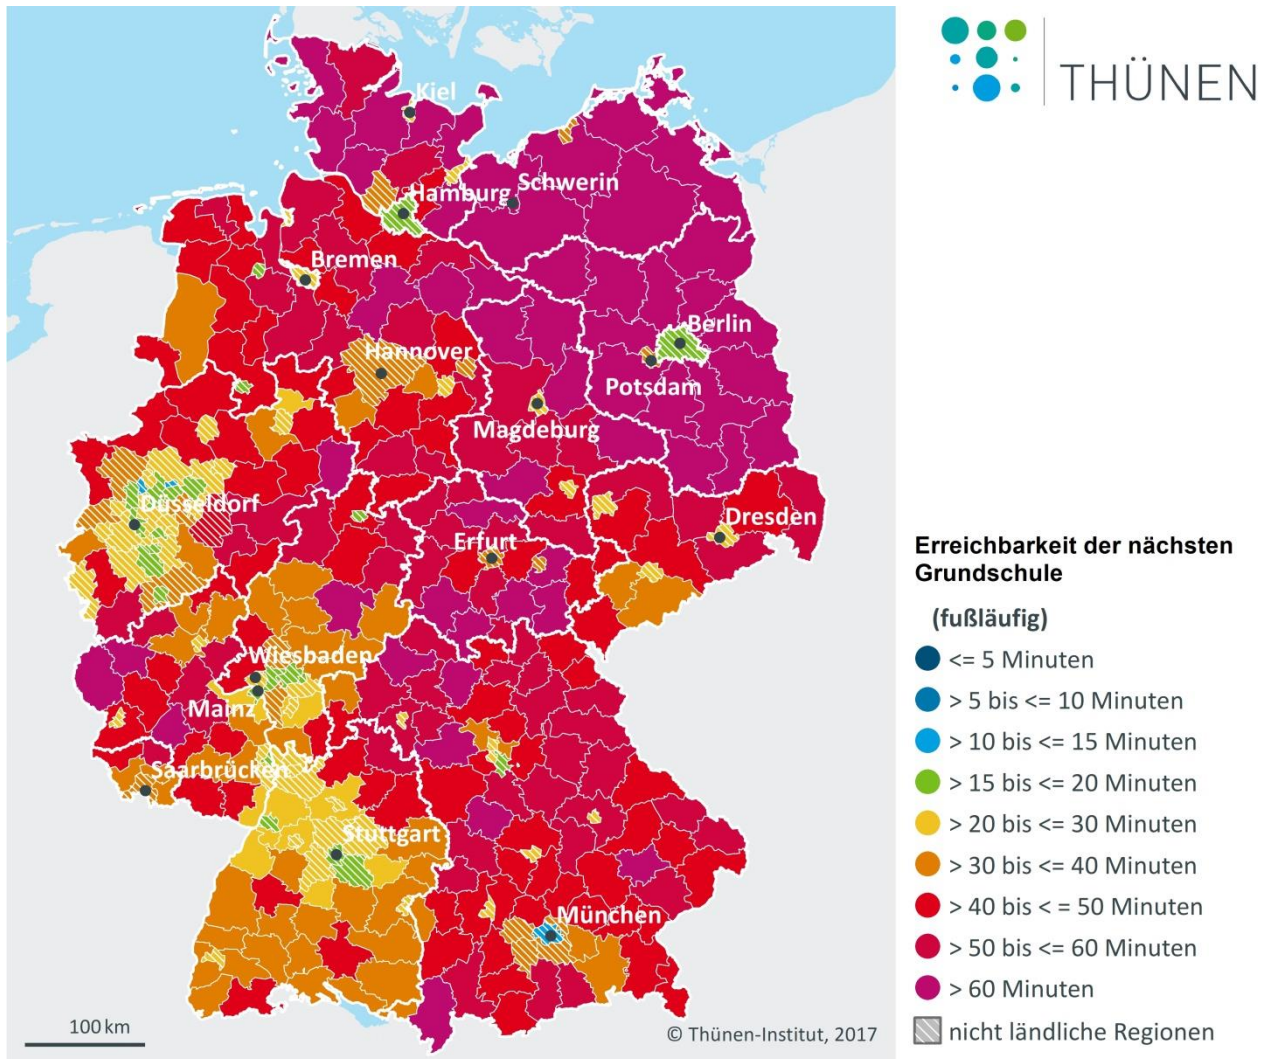 THÜNEN
Kiel
Hamburg
Schwerin
Bremen
Berlin
Hannover
Potsdam
Magdeburg
Düsseldorf
Dresden
Erfurt
Wiesbaden
Mainz
Saarbrücken
Stuttgart
München
100 km
© Thünen-Institut, 2017
Erreichbarkeit der nächsten
Grundschule
(fußläufig)
<= 5 Minuten
> 5 bis <= 10 Minuten
> 10 bis <= 15 Minuten
> 15 bis <= 20 Minuten
> 20 bis <= 30 Minuten
> 30 bis <= 40 Minuten
> 40 bis < = 50 Minuten
> 50 bis <= 60 Minuten
> 60 Minuten
nicht ländliche Regionen